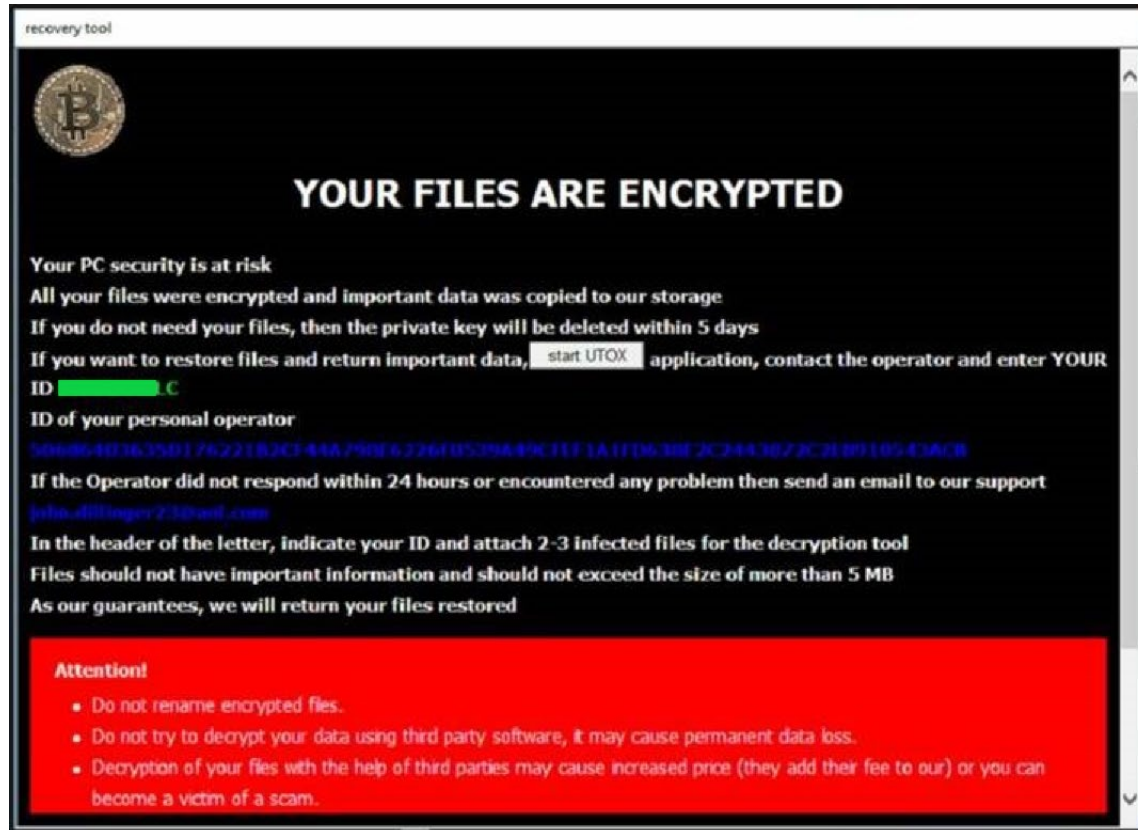 recovery tool
B
YOUR FILES ARE ENCRYPTED
Your PC security is at risk
All your files were encrypted and important data was copied to our storage
If you do not need your files, then the private key will be deleted within 5 days
If you want to restore files and return important data, start UTOX application, contact the operator and enter YOUR
ID LC
ID of your personal operator
If the Operator did not respond within 24 hours or encountered any problem then send an email to our support
john.dillinger23@aol.com
In the header of the letter, indicate your ID and attach 2-3 infected files for the decryption tool
Files should not have important information and should not exceed the size of more than 5 MB
As our guarantees, we will return your files restored
Attention!
Do not rename encrypted files.
Do not try to decrypt your data using third party software, it may cause permanent data loss.
Decryption of your files with the help of third parties may cause increased price (they add their fee to our) or you can
become a victim of a scam.